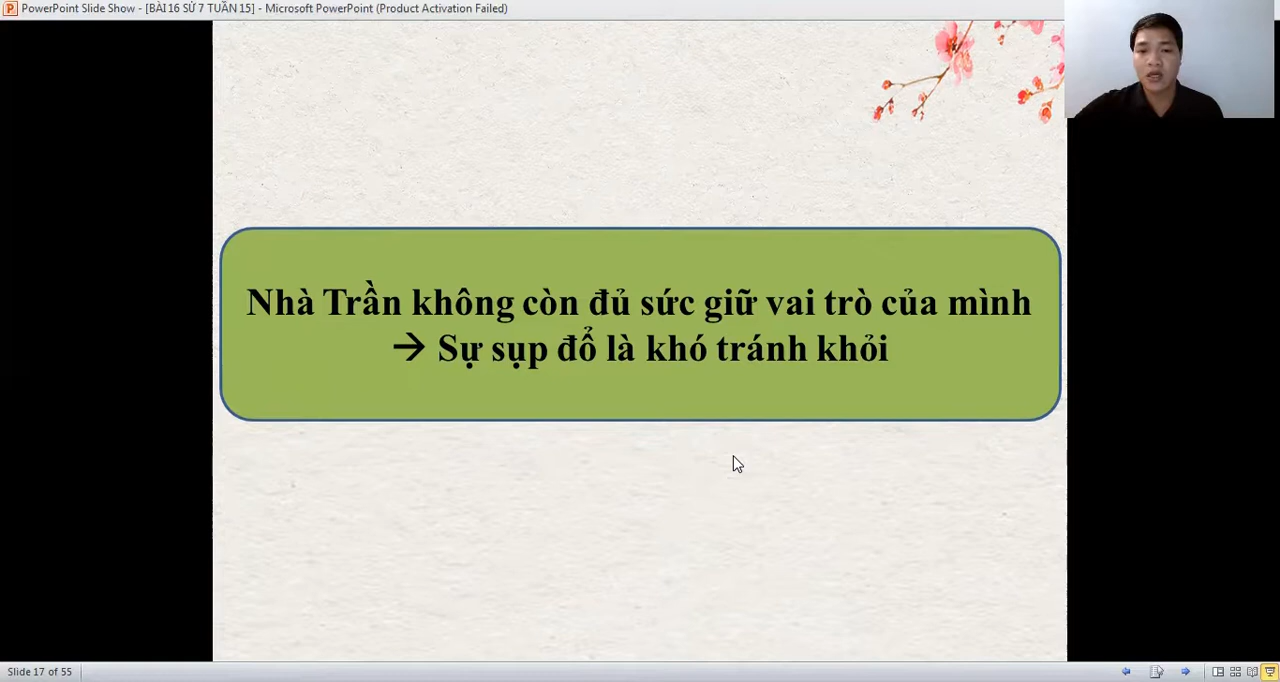 PowerPoint Slide Show - [BÀI 16 SỬ 7 TUẦN 15] - Microsoft PowerPoint (Product Activation Failed)
Nhà Trần không còn đủ sức giữ vai trò của mình
→ Sự sụp đổ là khó tránh khỏi
Slide 17 of 55